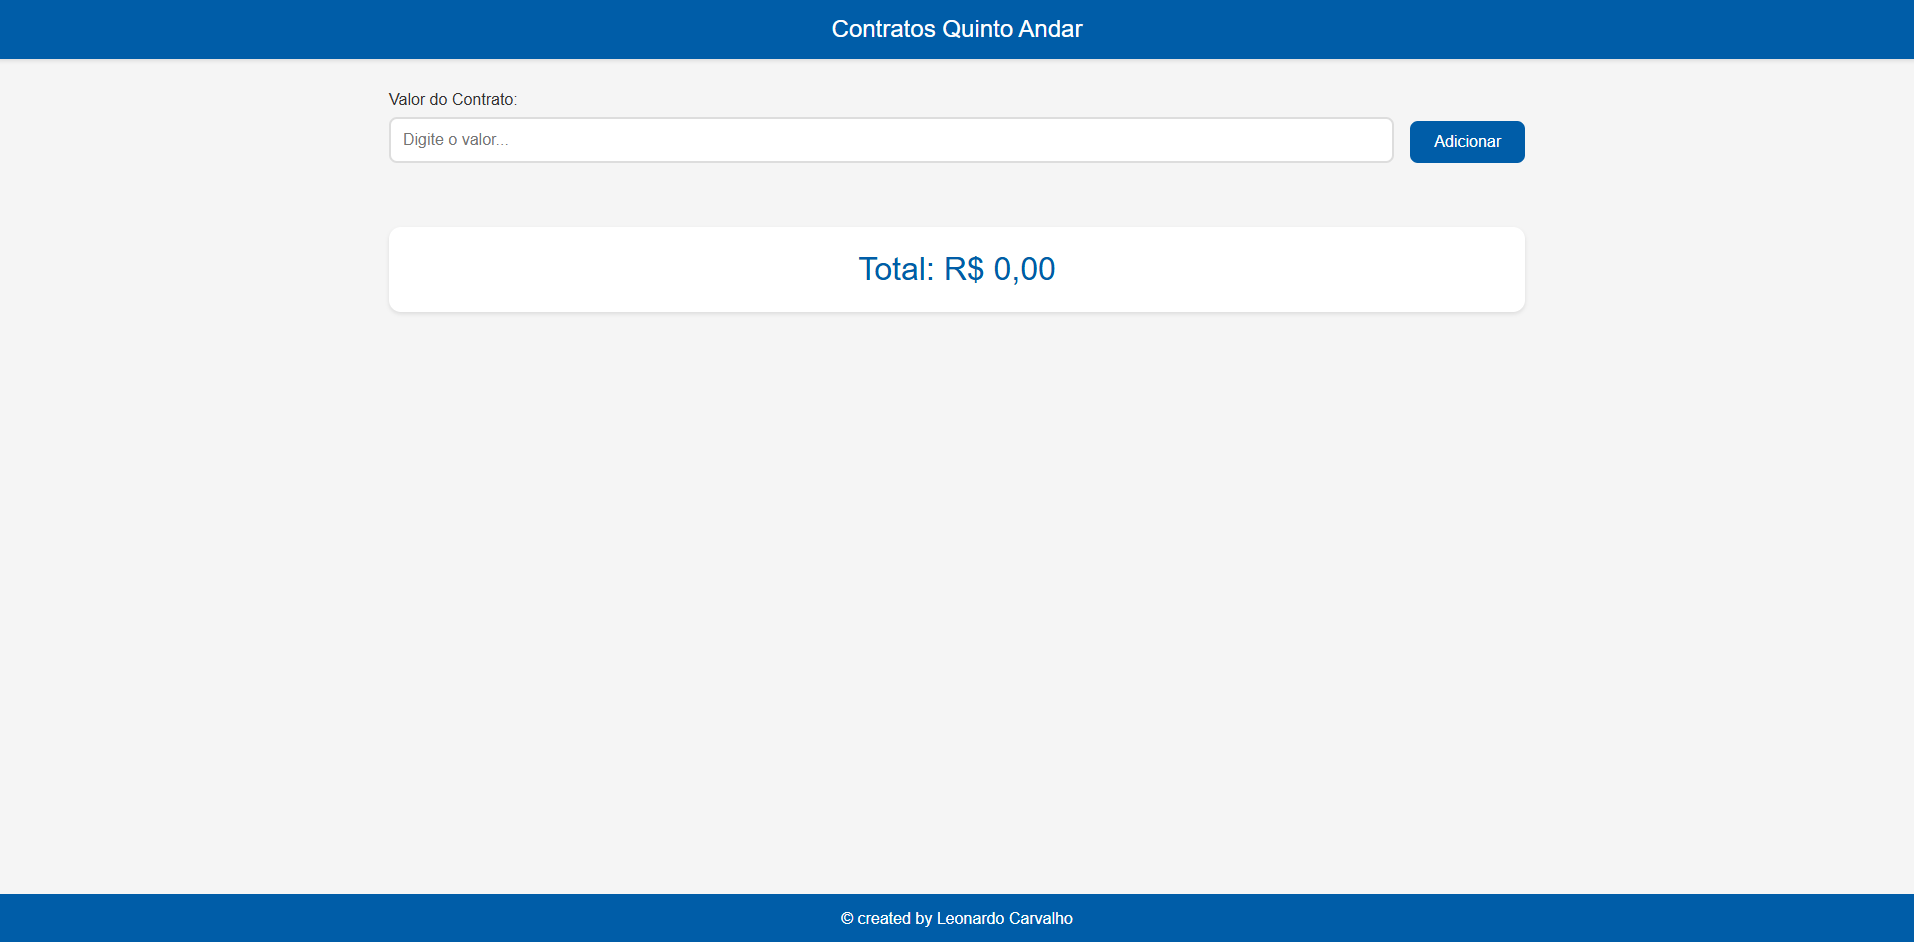 Contratos Quinto Andar
Valor do Contrato:
Digite o valor...
Adicionar
Total: R$ 0,00
© created by Leonardo Carvalho